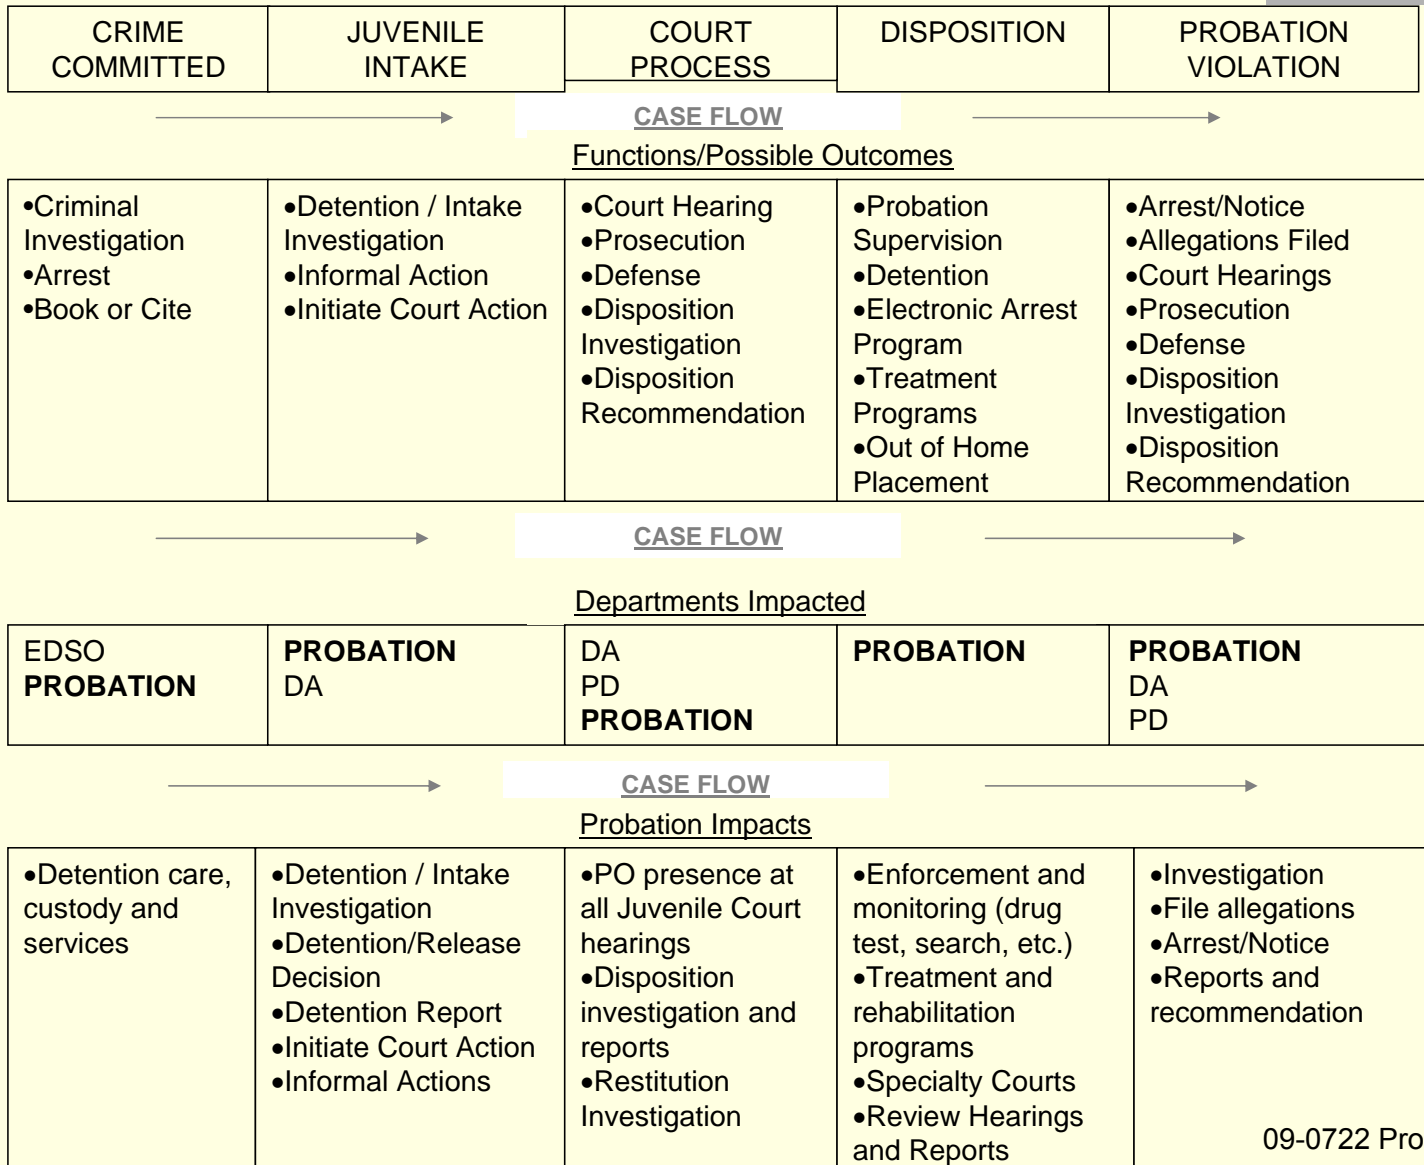 CRIME
COMMITTED
JUVENILE
INTAKE
COURT
PROCESS
DISPOSITION
PROBATION
VIOLATION
CASE FLOW
Functions/Possible Outcomes
•Criminal
Investigation
•Arrest
•Book or Cite
•Detention / Intake
Investigation
•Informal Action
•Initiate Court Action
•Court Hearing
•Prosecution
•Defense
•Disposition
Investigation
•Disposition
Recommendation
•Probation
Supervision
•Detention
•Electronic Arrest
Program
•Treatment
Programs
•Out of Home
Placement
•Arrest/Notice
•Allegations Filed
•Court Hearings
•Prosecution
•Defense
•Disposition
Investigation
•Disposition
Recommendation
CASE FLOW
Departments Impacted
EDSO
PROBATION
PROBATION
DA
DA
PD
PROBATION
PROBATION
PROBATION
DA
PD
CASE FLOW
Probation Impacts
•Detention care,
custody and
services
•Detention / Intake
Investigation
•Detention/Release
Decision
•Detention Report
•Initiate Court Action
•Informal Actions
•PO presence at
all Juvenile Court
hearings
•Disposition
investigation and
reports
•Restitution
Investigation
•Enforcement and
monitoring (drug
test, search, etc.)
•Treatment and
rehabilitation
programs
•Specialty Courts
•Review Hearings
and Reports
•Investigation
•File allegations
•Arrest/Notice
•Reports and
recommendation
09-0722 Pro